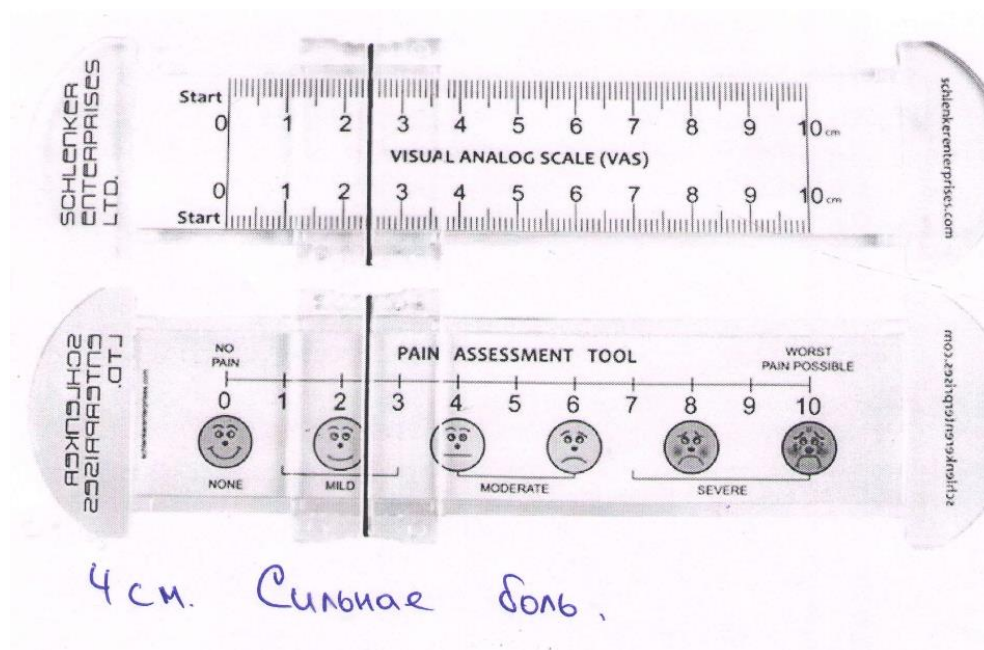 SCHLENKER
ENTERPRISES
LTD.
Start
0 1 2 3 4 5 6 7 8 9 10 cm
VISUAL ANALOG SCALE (VAS)
0 1 2 3 4 5 6 7 8 9 10 cm
Start
schlenkerenterprises.com
SCHLENKER
ENTERPRISES
LTD.
schlenkerenterprises.com
NO
PAIN
PAIN ASSESSMENT TOOL
WORST
PAIN POSSIBLE
0 1 2 3 4 5 6 7 8 9 10
NONE
MILD
MODERATE
SEVERE
schlenkerenterprises.com
4 см. Сильная боль.